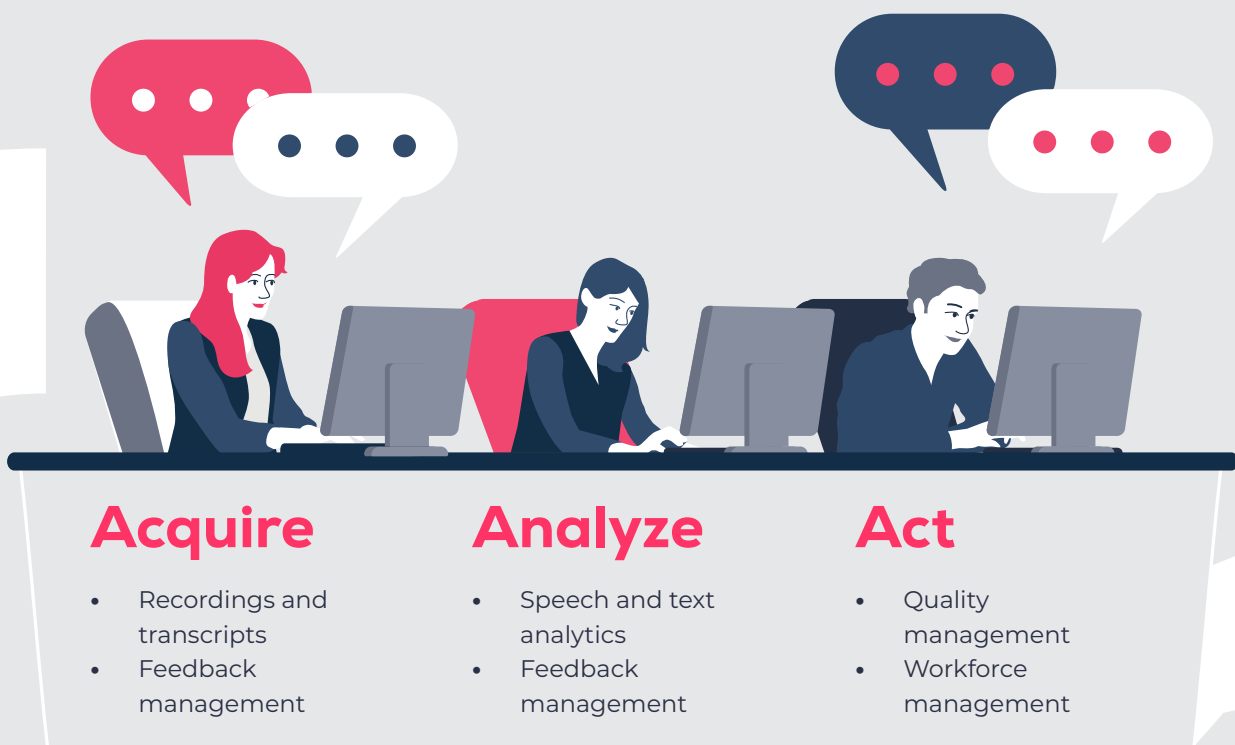 Acquire
• Recordings and
transcripts
• Feedback
management
Analyze
• Speech and text
analytics
• Feedback
management
Act
• Quality
management
• Workforce
management